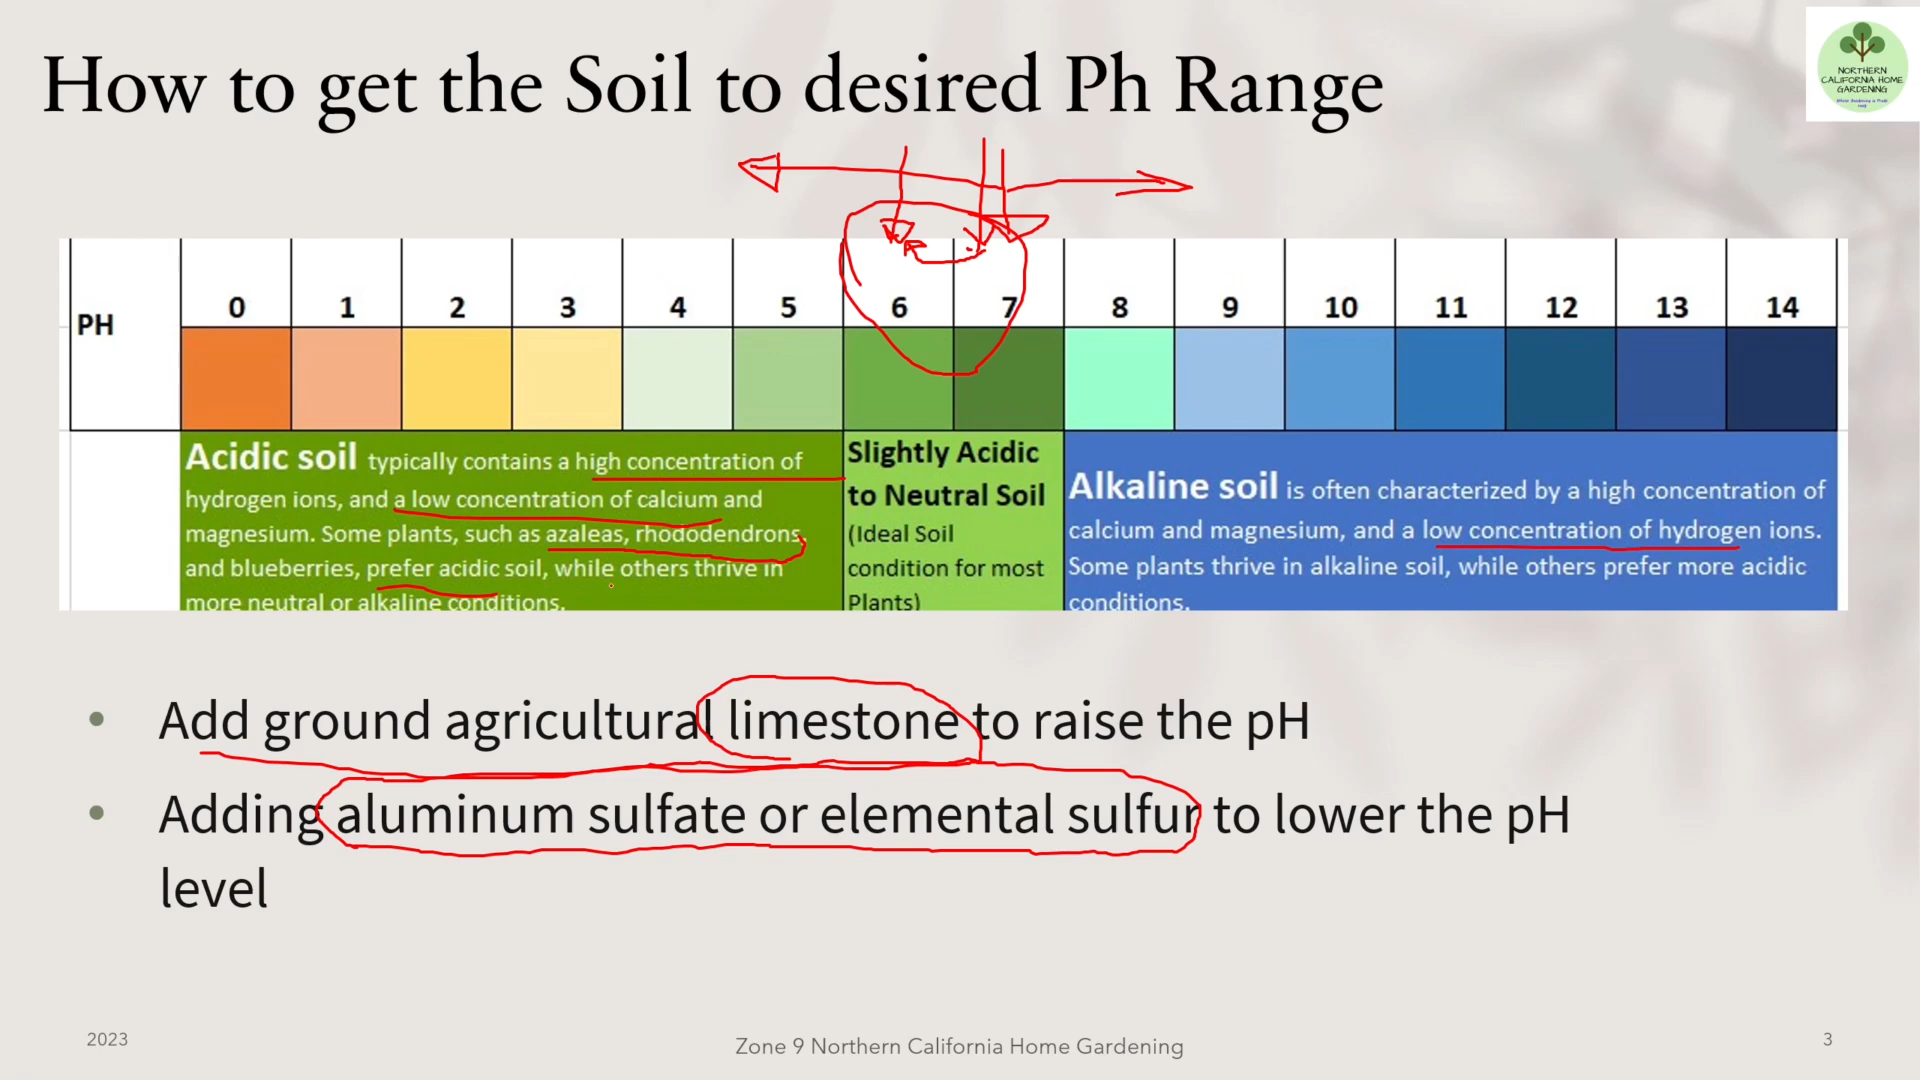 How to get the Soil to desired Ph Range
NORTHERN
CALIFORNIA HOME
GARDENING
PH 0 1 2 3 4 5 6 7 8 9 10 11 12 13 14
Acidic soil typically contains a high concentration of
hydrogen ions, and a low concentration of calcium and
magnesium. Some plants, such as azaleas, rhododendrons,
and blueberries, prefer acidic soil, while others thrive in
more neutral or alkaline conditions.
Slightly Acidic
to Neutral Soil
(Ideal Soil
condition for most
Plants)
Alkaline soil is often characterized by a high concentration of
calcium and magnesium, and a low concentration of hydrogen ions.
Some plants thrive in alkaline soil, while others prefer more acidic
conditions.
• Add ground agricultural limestone to raise the pH
• Adding aluminum sulfate or elemental sulfur to lower the pH
level
2023
Zone 9 Northern California Home Gardening
3